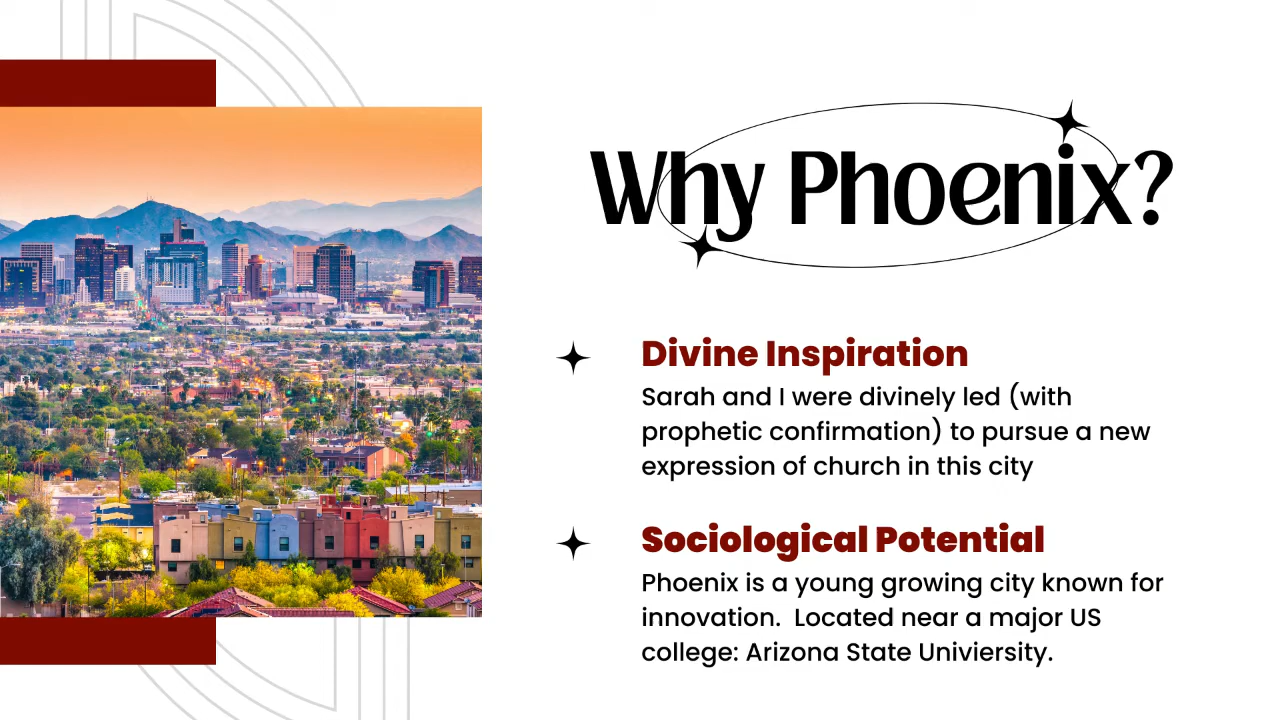 Why Phoenix?
Divine Inspiration
Sarah and I were divinely led (with
prophetic confirmation) to pursue a new
expression of church in this city
Sociological Potential
Phoenix is a young growing city known for
innovation.  Located near a major US
college: Arizona State Univiersity.